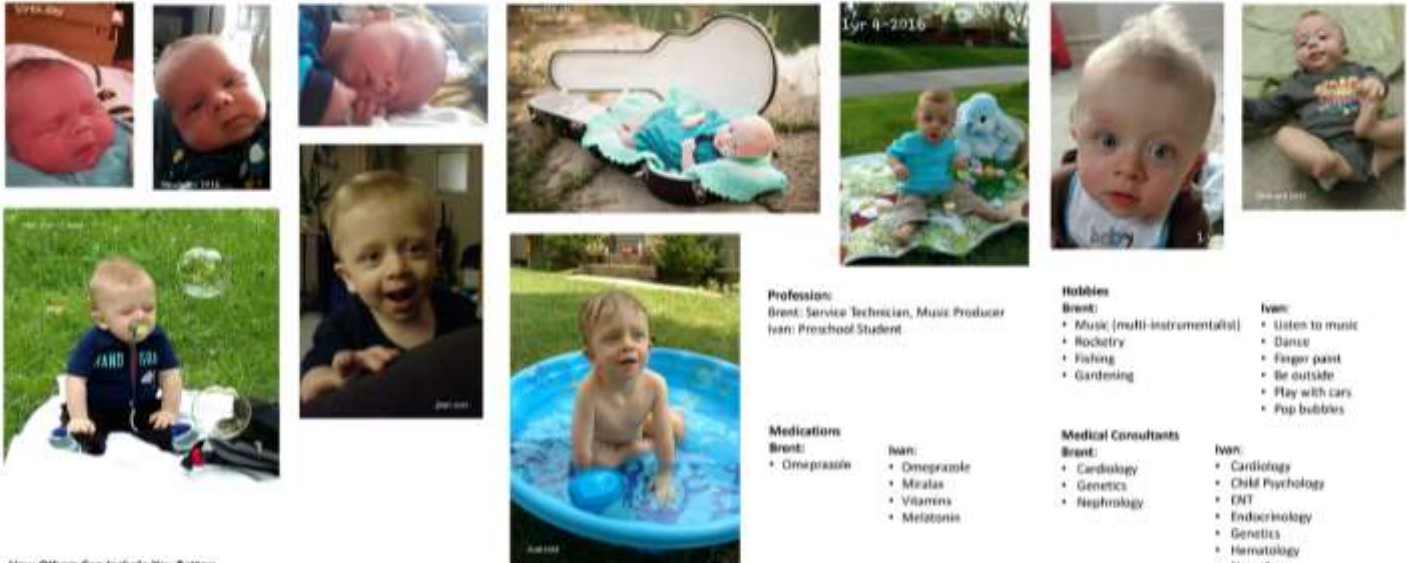 1yr 4-2016
baby
Profession:
Brent: Service Technician, Music Producer
Ivan: Preschool Student
Hobbies
Brent:
• Music (multi-instrumentalist)
• Rocketry
• Fishing
• Gardening
Ivan:
• Listen to music
• Dance
• Finger paint
• Be outside
• Play with cars
• Pop bubbles
Medications
Brent:
• Omeprazole
Ivan:
• Omeprazole
• Miralax
• Vitamins
• Melatonin
Medical Consultants
Brent:
• Cardiology
• Genetics
• Nephrology
Ivan:
• Cardiology
• Child Psychology
• ENT
• Endocrinology
• Genetics
• Hematology